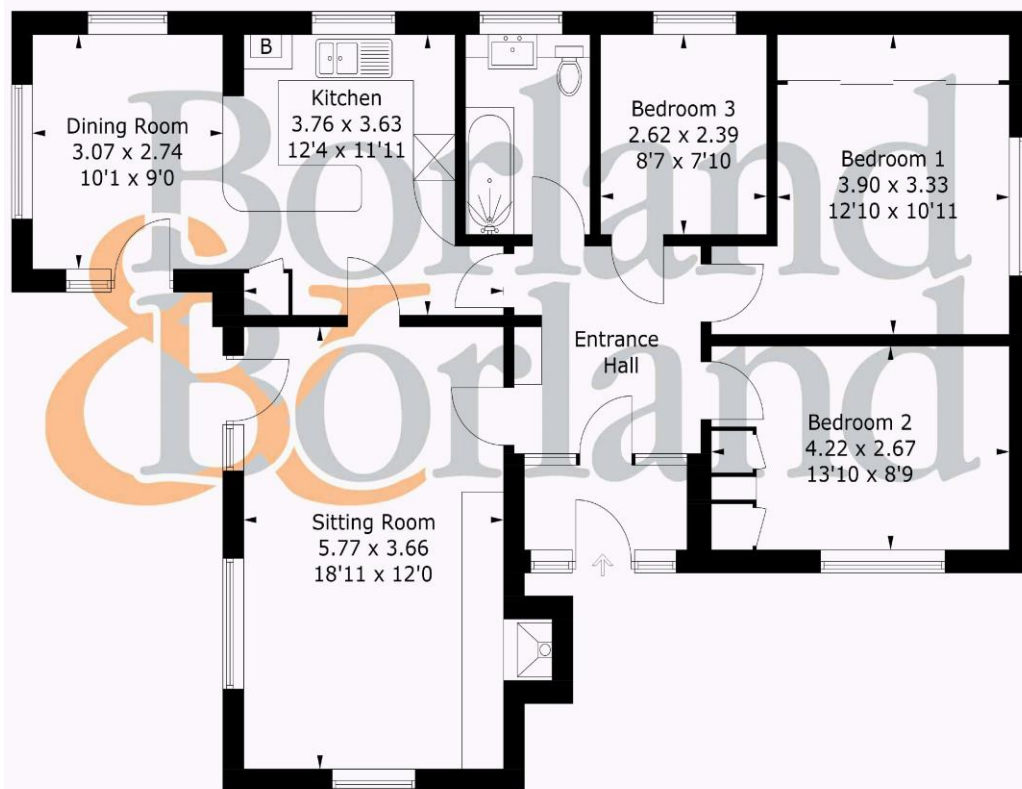 B
Kitchen
3.76 x 3.63
12'4 x 11'11
Dining Room
3.07 x 2.74
10'1 x 9'0
Bedroom 3
2.62 x 2.39
8'7 x 7'10
Bedroom 1
3.90 x 3.33
12'10 x 10'11
Borland
&
Borland
Entrance
Hall
Bedroom 2
4.22 x 2.67
13'10 x 8'9
Sitting Room
5.77 x 3.66
18'11 x 12'0